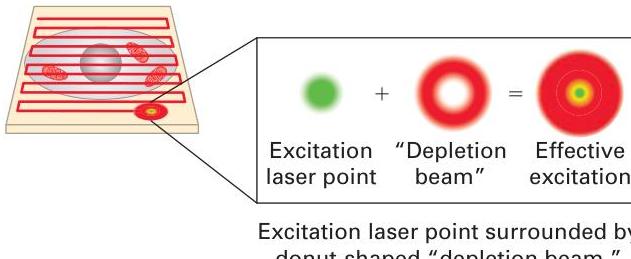 + =
Excitation "Depletion Effective
laser point beam" excitation
Excitation laser point surrounded by
donut-shaped "depletion beam."